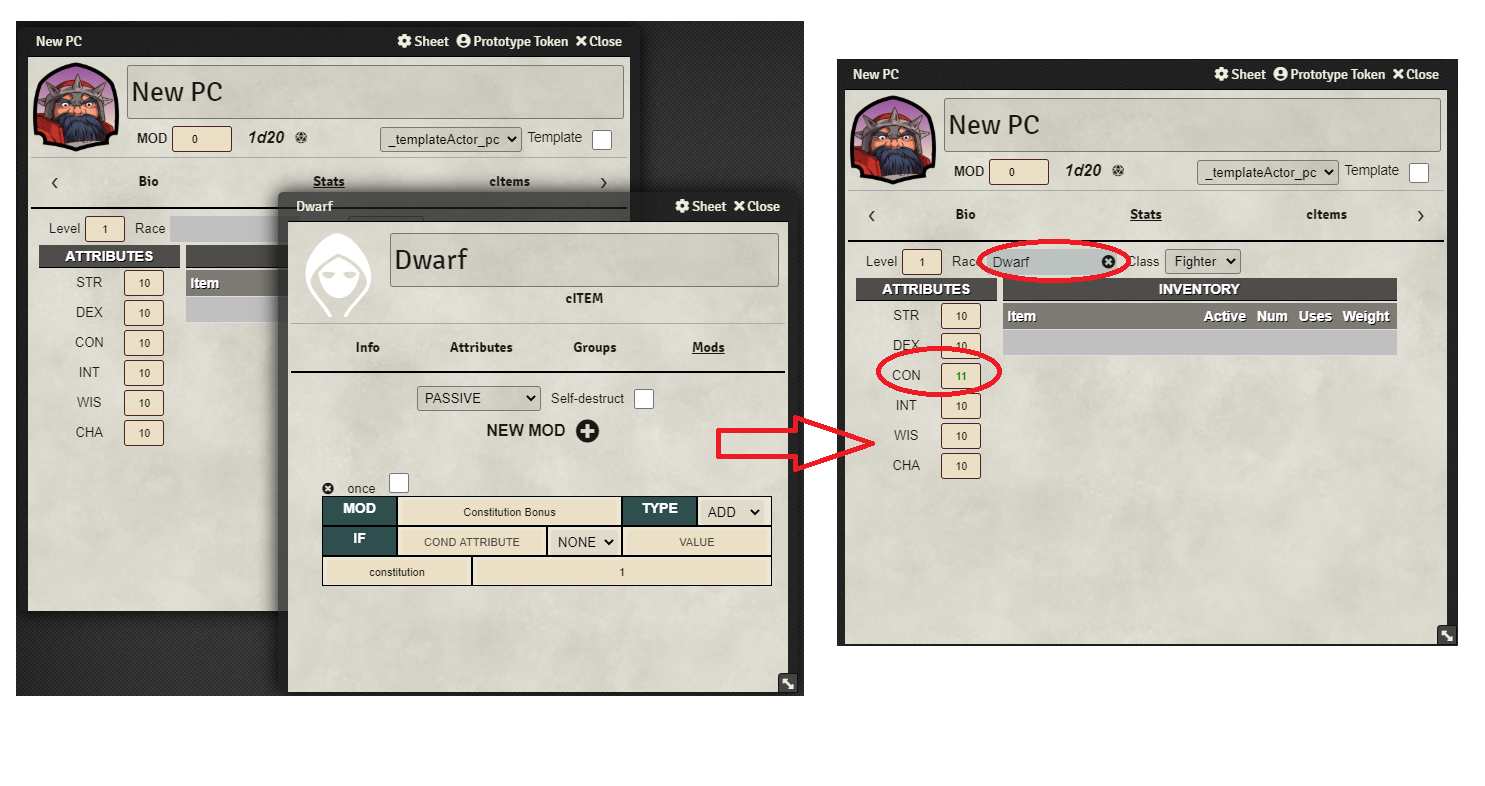 New PC Sheet Prototype Token Close
New PC
MOD 0 1d20 _templateActor_pc Template
Bio Stats cItems
Level 1 Race
ATTRIBUTES
STR 10 Item
DEX 10
CON 10
INT 10
WIS 10
CHA 10
Dwarf Sheet Close
Dwarf
cITEM
Info Attributes Groups Mods
PASSIVE Self-destruct
NEW MOD
once
MOD Constitution Bonus TYPE ADD
IF COND ATTRIBUTE NONE VALUE
constitution 1
New PC Sheet Prototype Token Close
New PC
MOD 0 1d20 _templateActor_pc Template
Bio Stats cItems
Level 1 Race Dwarf Class Fighter
ATTRIBUTES INVENTORY
STR 10 Item Active Num Uses Weight
DEX 10
CON 11
INT 10
WIS 10
CHA 10